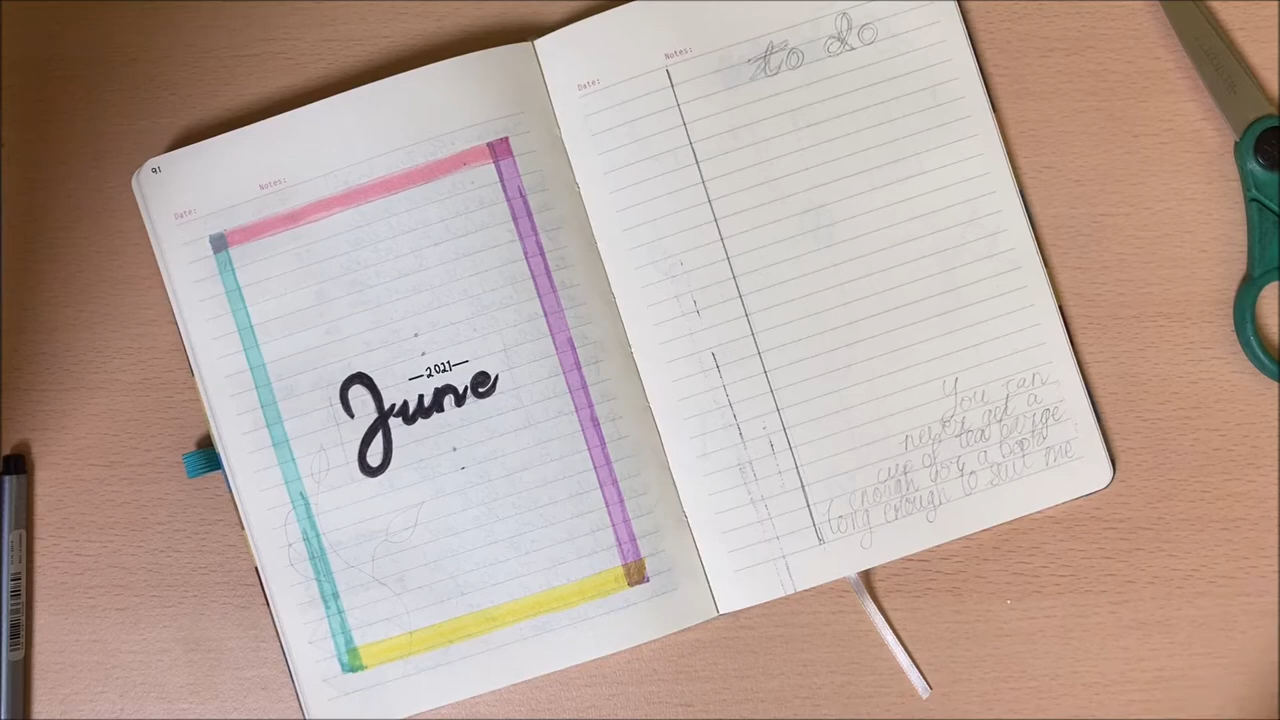 91
Date:
Notes:
—2021—
June
Date:
Notes:
to do
You can
never get a
cup of tea large
enough or a book
long enough to suit me